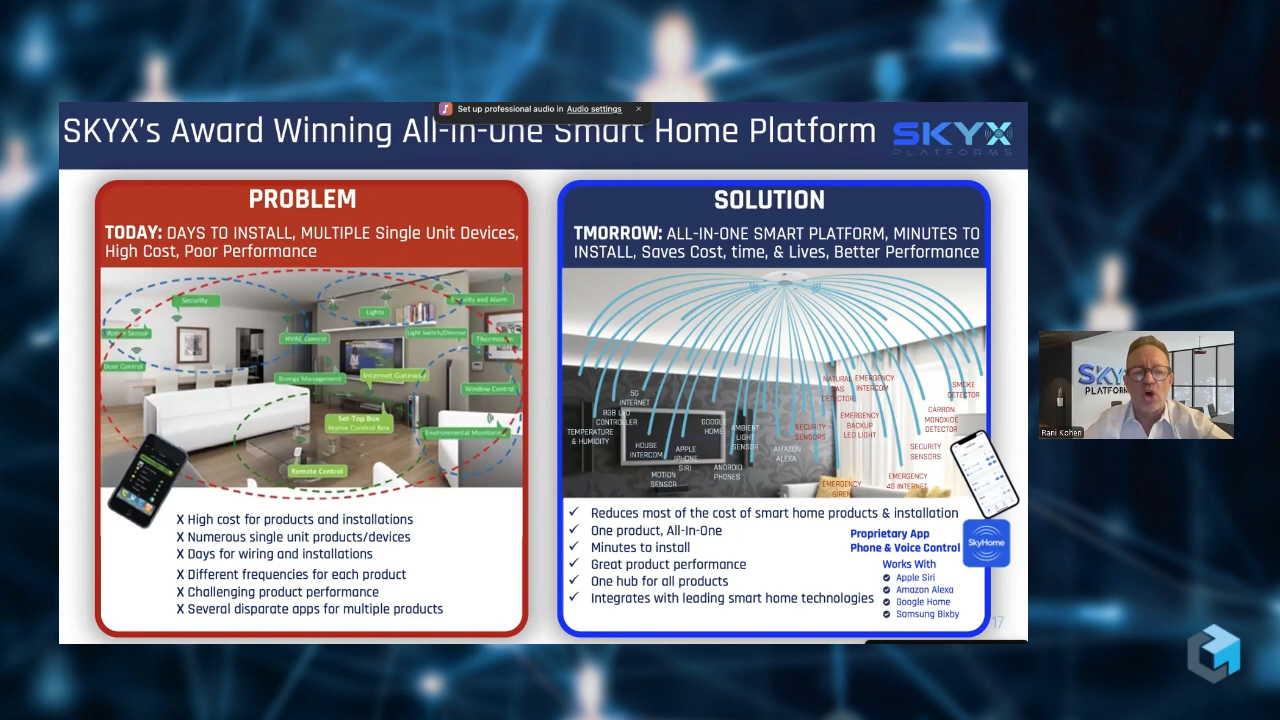 Set up professional audio in Audio settings ×
SKYX's Award Winning All-In-One Smart Home Platform
SKYX
PLATFORMS
PROBLEM
TODAY: DAYS TO INSTALL, MULTIPLE Single Unit Devices,
High Cost, Poor Performance
Security
Lights
Security and Alarm
Motion Sensor
HVAC Control
Light Switch/Dimmer
Thermostat
Door Control
Energy Management
Internet Gateway
Window Control
Set-Top Box
Home Control Box
Environmental Monitor
Remote Control
X High cost for products and installations
X Numerous single unit products/devices
X Days for wiring and installations
X Different frequencies for each product
X Challenging product performance
X Several disparate apps for multiple products
SOLUTION
TMORROW: ALL-IN-ONE SMART PLATFORM, MINUTES TO
INSTALL, Saves Cost, time, & Lives, Better Performance
5G
INTERNET
RGB LED
CONTROLLER
TEMPERATURE
& HUMIDITY
HOUSE
INTERCOM
MOTION
SENSOR
APPLE
IPHONE
SIRI
GOOGLE
HOME
ANDROID
PHONES
AMBIENT
LIGHT
SENSOR
AMAZON
ALEXA
SECURITY
SENSORS
NATURAL
GAS
DETECTOR
EMERGENCY
INTERCOM
EMERGENCY
BACKUP
LED LIGHT
EMERGENCY
SIREN
SMOKE
DETECTOR
CARBON
MONOXIDE
DETECTOR
SECURITY
SENSORS
EMERGENCY
4G INTERNET
✓ Reduces most of the cost of smart home products & installation
✓ One product, All-In-One
✓ Minutes to install
✓ Great product performance
✓ One hub for all products
✓ Integrates with leading smart home technologies
Proprietary App
Phone & Voice Control
SkyHome
Works With
Apple Siri
Amazon Alexa
Google Home
Samsung Bixby
17
SKY
PLATFORM
Rani Kohen